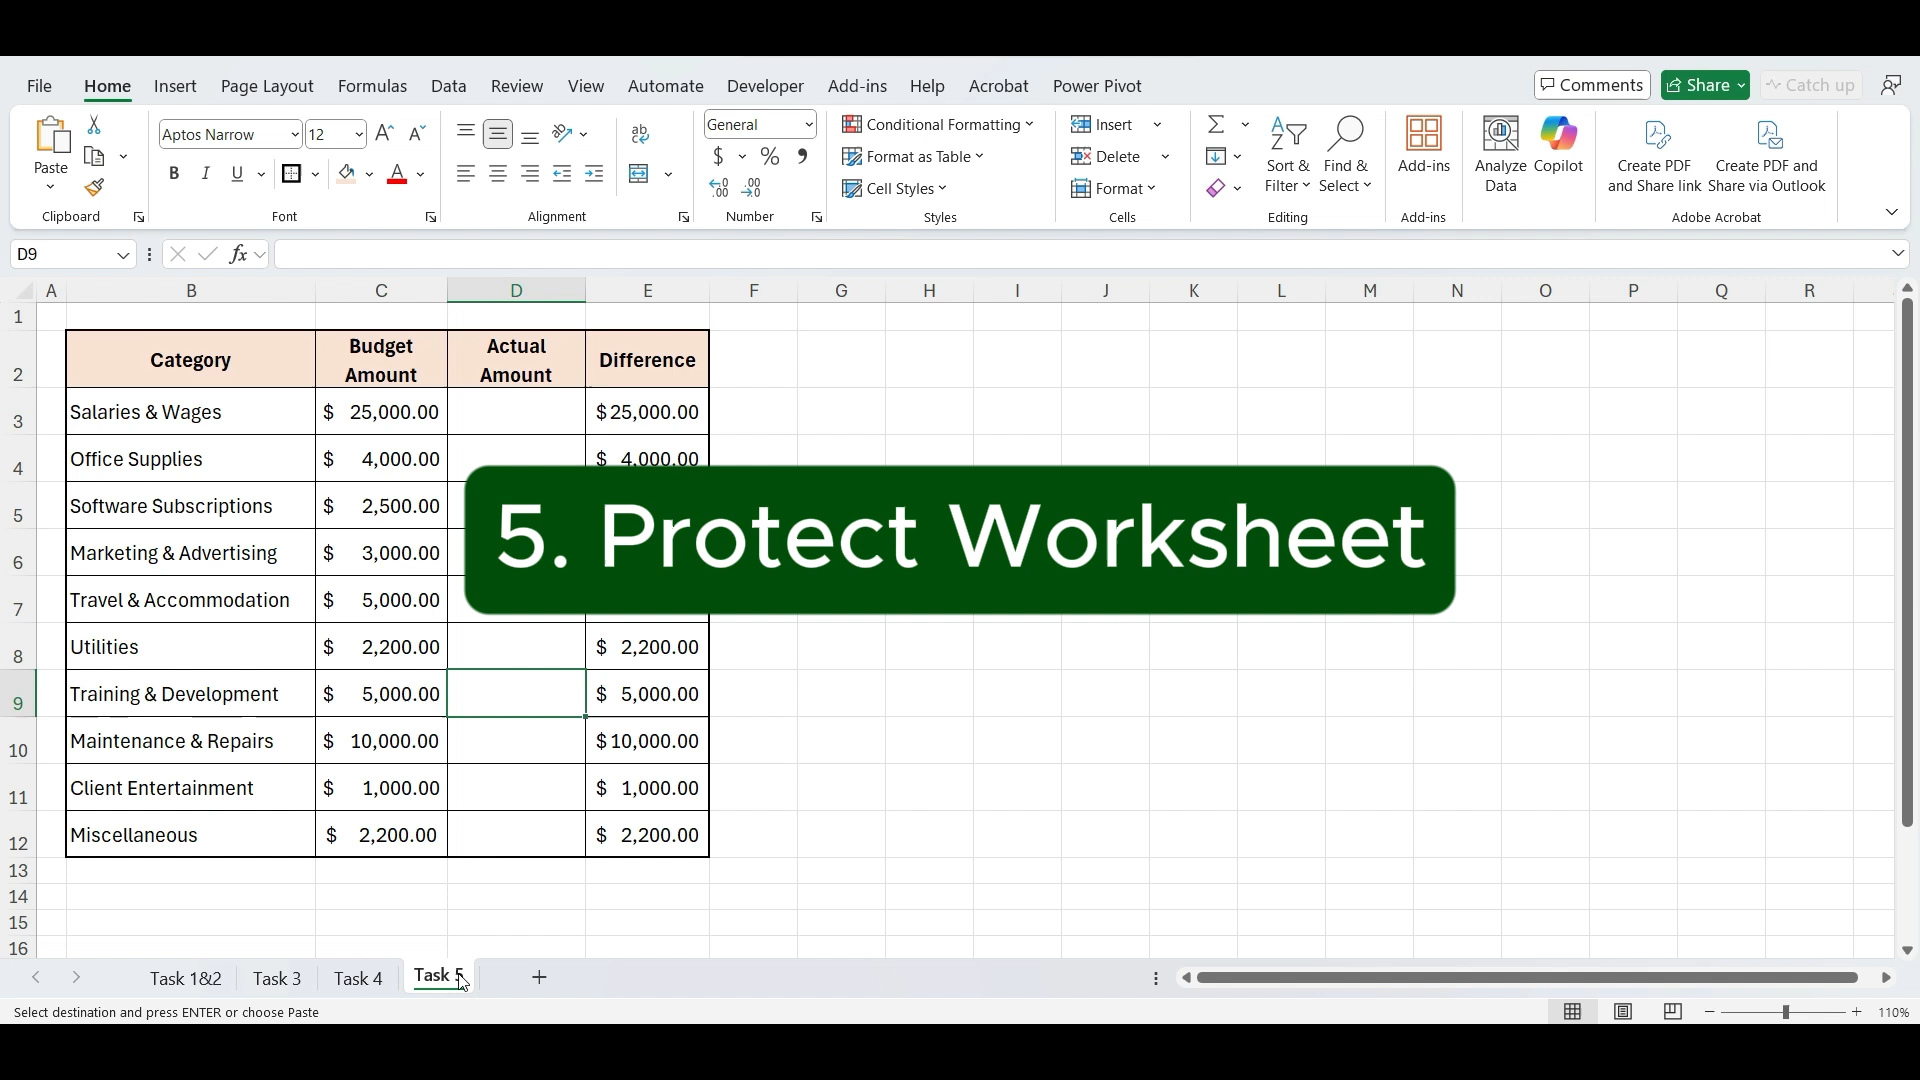 File Home Insert Page Layout Formulas Data Review View Automate Developer Add-ins Help Acrobat Power Pivot Comments Share Catch up
Aptos Narrow 12 ab General Conditional Formatting Insert
Paste B I U A $ % Format as Table Delete Sort & Filter Find & Select Add-ins Analyze Data Copilot Create PDF and Share link Create PDF and Share via Outlook
Cell Styles Format
Clipboard Font Alignment Number Styles Cells Editing Add-ins Adobe Acrobat
D9 fx
A B C D E F G H I J K L M N O P Q R
1
2 Category Budget Amount Actual Amount Difference
3 Salaries & Wages $ 25,000.00 $ 25,000.00
4 Office Supplies $ 4,000.00 $ 4,000.00
5 Software Subscriptions $ 2,500.00
5. Protect Worksheet
6 Marketing & Advertising $ 3,000.00
7 Travel & Accommodation $ 5,000.00
8 Utilities $ 2,200.00 $ 2,200.00
9 Training & Development $ 5,000.00 $ 5,000.00
10 Maintenance & Repairs $ 10,000.00 $ 10,000.00
11 Client Entertainment $ 1,000.00 $ 1,000.00
12 Miscellaneous $ 2,200.00 $ 2,200.00
13
14
15
16
Task 1&2 Task 3 Task 4 Task 5
Select destination and press ENTER or choose Paste 110%